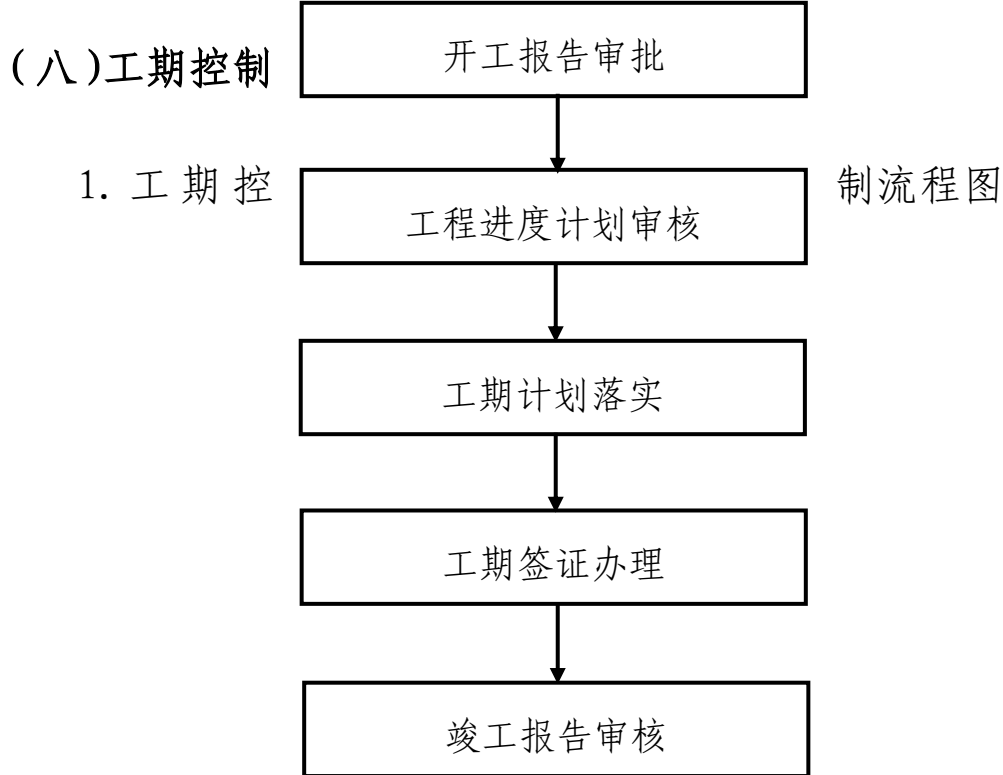 (八)工期控制
开工报告审批
1. 工期控制流程图
工程进度计划审核
工期计划落实
工期签证办理
竣工报告审核